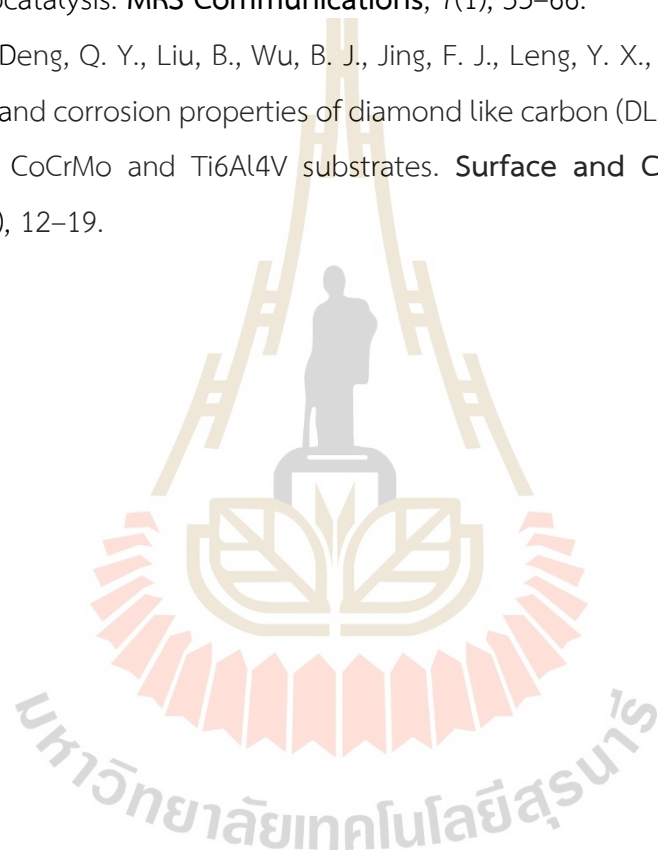 ocatalysis. MRS Communications, 7(1), 55–66.
Deng, Q. Y., Liu, B., Wu, B. J., Jing, F. J., Leng, Y. X.,
and corrosion properties of diamond like carbon (DL
CoCrMo and Ti6Al4V substrates. Surface and C
), 12–19.
มหาวิทยาลัยเทคโนโลยีสุรนารี